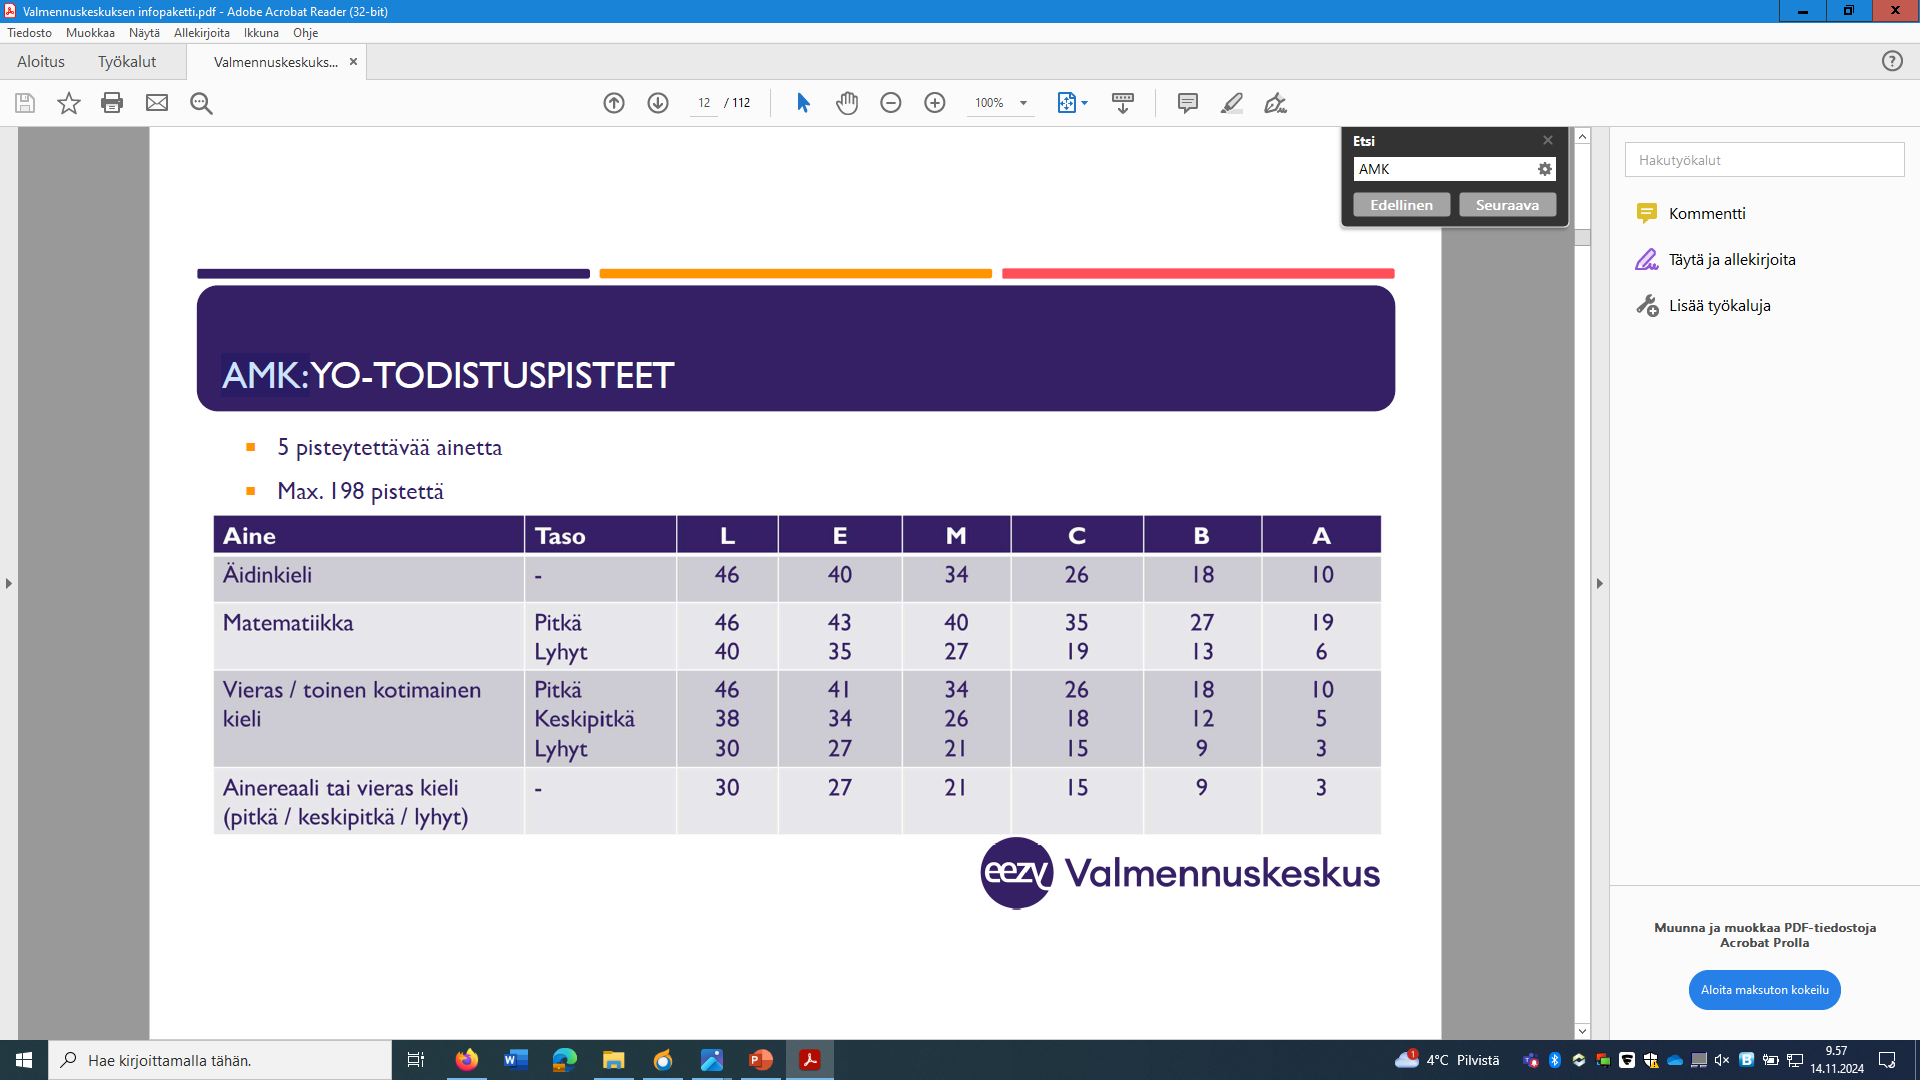 Valmennuskeskuksen infopaketti.pdf - Adobe Acrobat Reader (32-bit)
Tiedosto Muokkaa Näytä Allekirjoita Ikkuna Ohje
Aloitus Työkalut Valmennuskeskuks... ×
12 / 112 100%
Etsi
AMK
Edellinen Seuraava
Hakutyökalut
Kommentti
Täytä ja allekirjoita
Lisää työkaluja
AMK:YO-TODISTUSPISTEET
5 pisteytettävää ainetta
Max. 198 pistettä
Aine Taso L E M C B A
Äidinkieli - 46 40 34 26 18 10
Matematiikka Pitkä 46 43 40 35 27 19
Lyhyt 40 35 27 19 13 6
Vieras / toinen kotimainen Pitkä 46 41 34 26 18 10
kieli Keskipitkä 38 34 26 18 12 5
Lyhyt 30 27 21 15 9 3
Ainereaali tai vieras kieli - 30 27 21 15 9 3
(pitkä / keskipitkä / lyhyt)
eezy Valmennuskeskus
Muunna ja muokkaa PDF-tiedostoja
Acrobat Prolla
Aloita maksuton kokeilu
Hae kirjoittamalla tähän.
4°C Pilvistä
9.57
14.11.2024